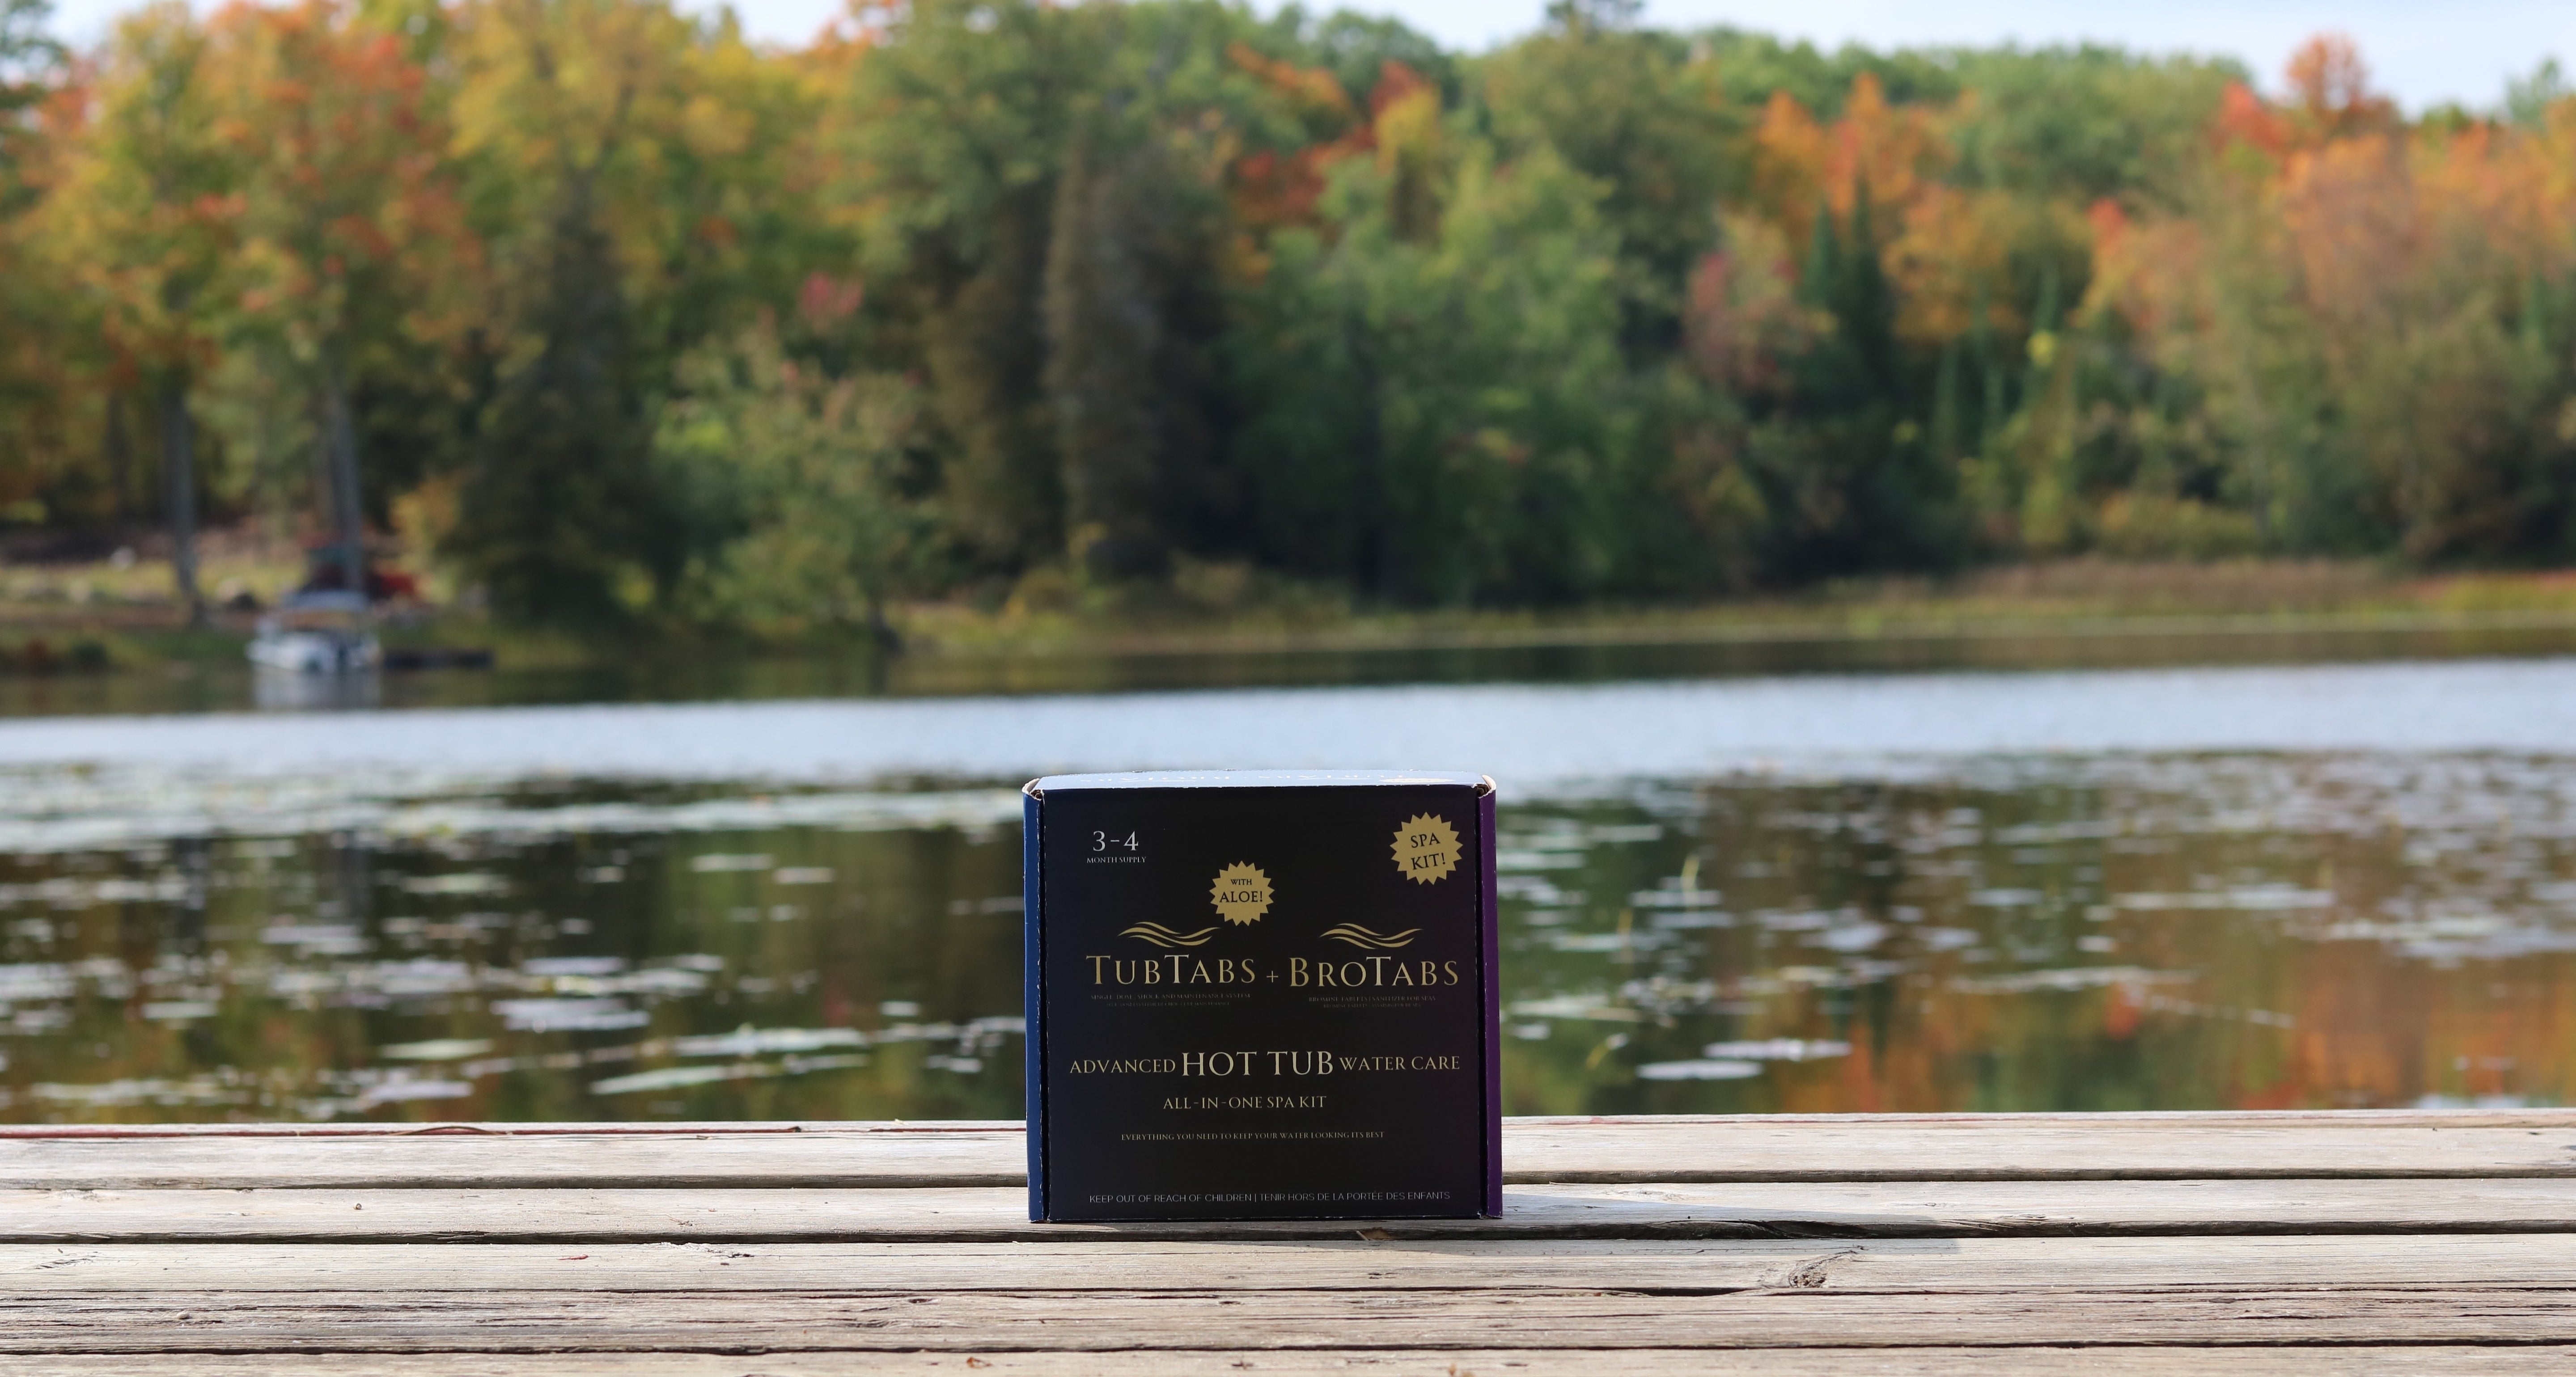 3-4
MONTH SUPPLY
SPA
KIT!
WITH
ALOE!
TUBTABS + BROTABS
ADVANCED HOT TUB WATER CARE
ALL-IN-ONE SPA KIT
EVERYTHING YOU NEED TO KEEP YOUR WATER LOOKING ITS BEST
KEEP OUT OF REACH OF CHILDREN | TENIR HORS DE LA PORTÉE DES ENFANTS